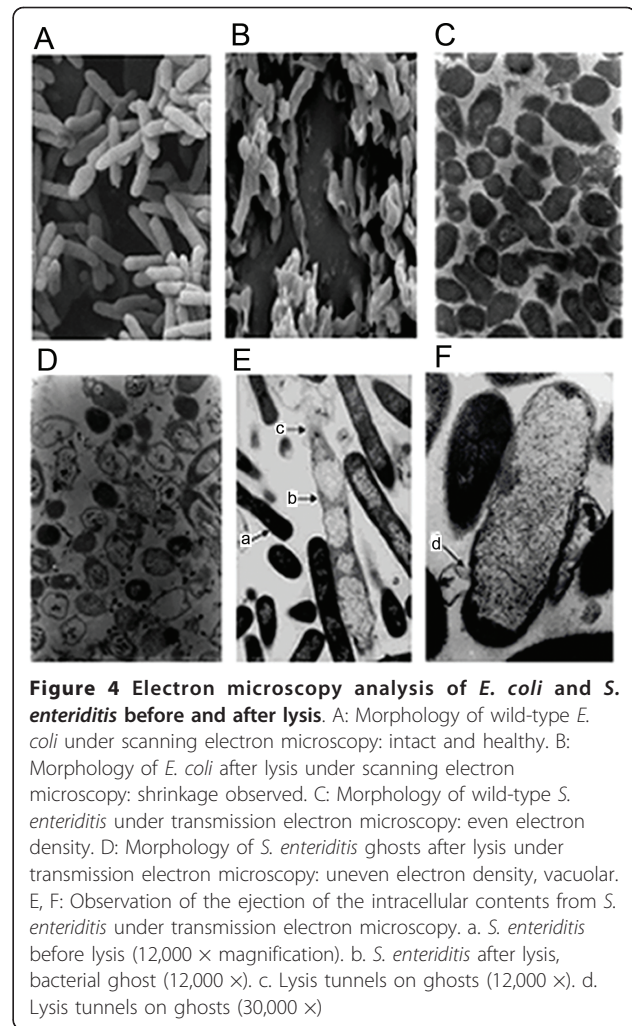 A
B
C
D
E
F
c
b
a
d
Figure 4 Electron microscopy analysis of E. coli and S.
enteriditis before and after lysis. A: Morphology of wild-type E.
coli under scanning electron microscopy: intact and healthy. B:
Morphology of E. coli after lysis under scanning electron
microscopy: shrinkage observed. C: Morphology of wild-type S.
enteriditis under transmission electron microscopy: even electron
density. D: Morphology of S. enteriditis ghosts after lysis under
transmission electron microscopy: uneven electron density, vacuolar.
E, F: Observation of the ejection of the intracellular contents from S.
enteriditis under transmission electron microscopy. a. S. enteriditis
before lysis (12,000 × magnification). b. S. enteriditis after lysis,
bacterial ghost (12,000 ×). c. Lysis tunnels on ghosts (12,000 ×). d.
Lysis tunnels on ghosts (30,000 ×)